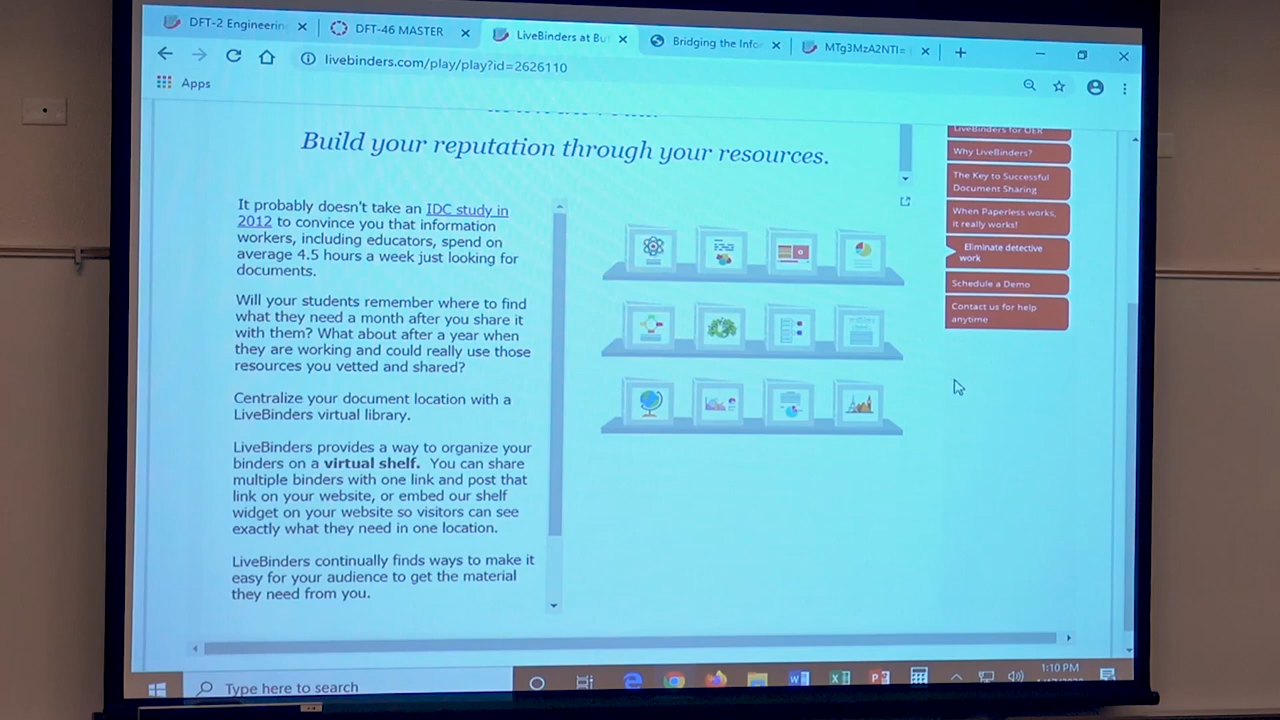 DFT-2 Engineerin
DFT-46 MASTER
LiveBinders at But
Bridging the Info
MTg3MzA2NTI=
livebinders.com/play/play?id=2626110
Apps
Build your reputation through your resources.
It probably doesn't take an IDC study in
2012 to convince you that information
workers, including educators, spend on
average 4.5 hours a week just looking for
documents.
Will your students remember where to find
what they need a month after you share it
with them? What about after a year when
they are working and could really use those
resources you vetted and shared?
Centralize your document location with a
LiveBinders virtual library.
LiveBinders provides a way to organize your
binders on a virtual shelf. You can share
multiple binders with one link and post that
link on your website, or embed our shelf
widget on your website so visitors can see
exactly what they need in one location.
LiveBinders continually finds ways to make it
easy for your audience to get the material
they need from you.
LiveBinders for OER
Why LiveBinders?
The Key to Successful
Document Sharing
When Paperless works,
it really works!
Eliminate detective
work
Schedule a Demo
Contact us for help
anytime
Type here to search
1:10 PM